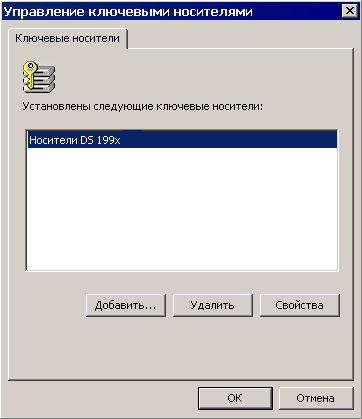 Управление ключевыми носителями
Ключевые носители
Установлены следующие ключевые носители:
Носители DS 199x
Добавить... Удалить Свойства
OK Отмена